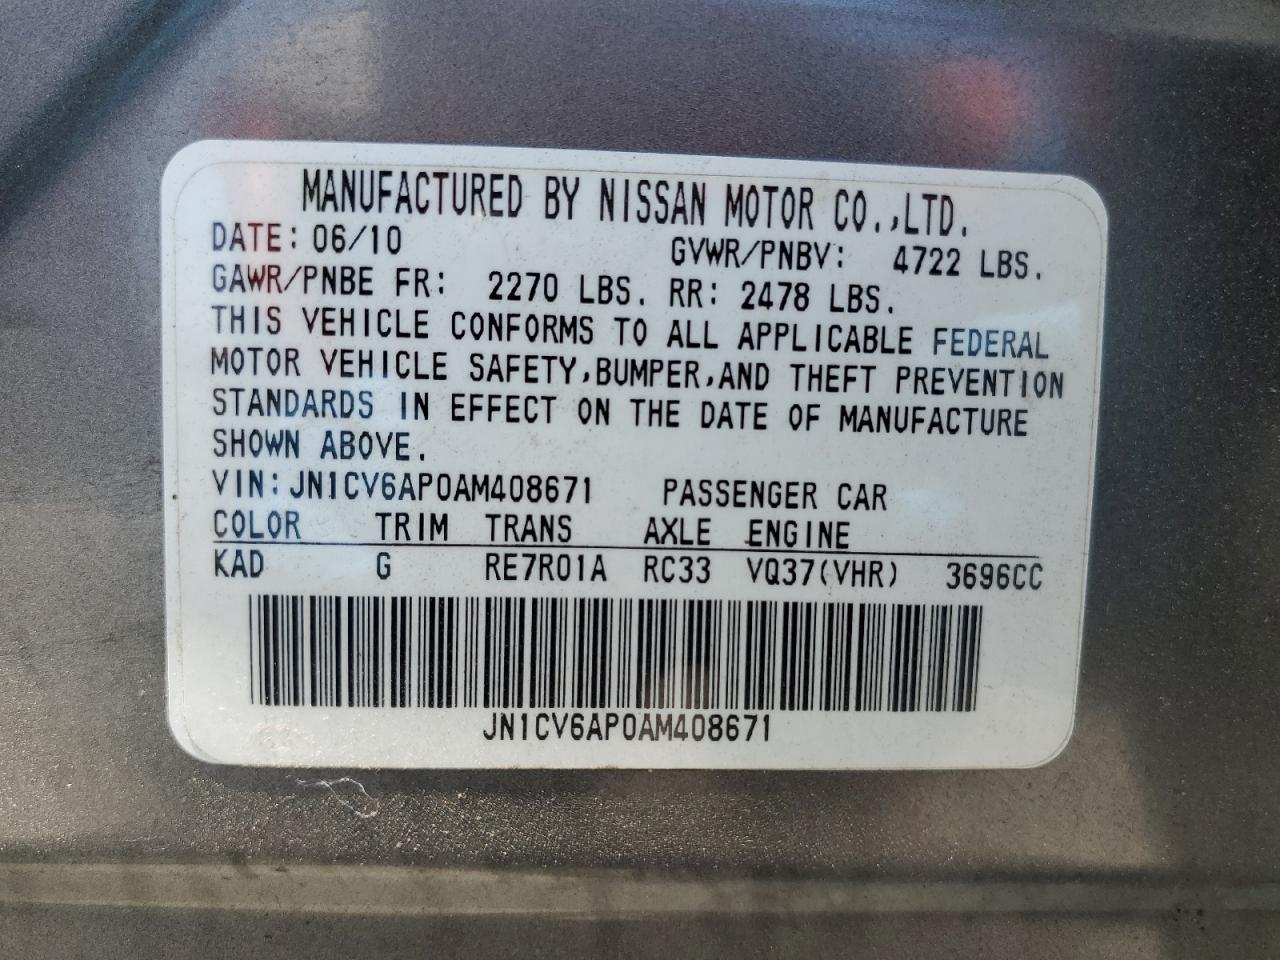 MANUFACTURED BY NISSAN MOTOR CO.,LTD.
DATE: 06/10 GVWR/PNBV: 4722 LBS.
GAWR/PNBE FR: 2270 LBS. RR: 2478 LBS.
THIS VEHICLE CONFORMS TO ALL APPLICABLE FEDERAL
MOTOR VEHICLE SAFETY,BUMPER,AND THEFT PREVENTION
STANDARDS IN EFFECT ON THE DATE OF MANUFACTURE
SHOWN ABOVE.
VIN: JN1CV6AP0AM408671 PASSENGER CAR
COLOR TRIM TRANS AXLE ENGINE
KAD G RE7R01A RC33 VQ37(VHR) 3696CC
JN1CV6AP0AM408671